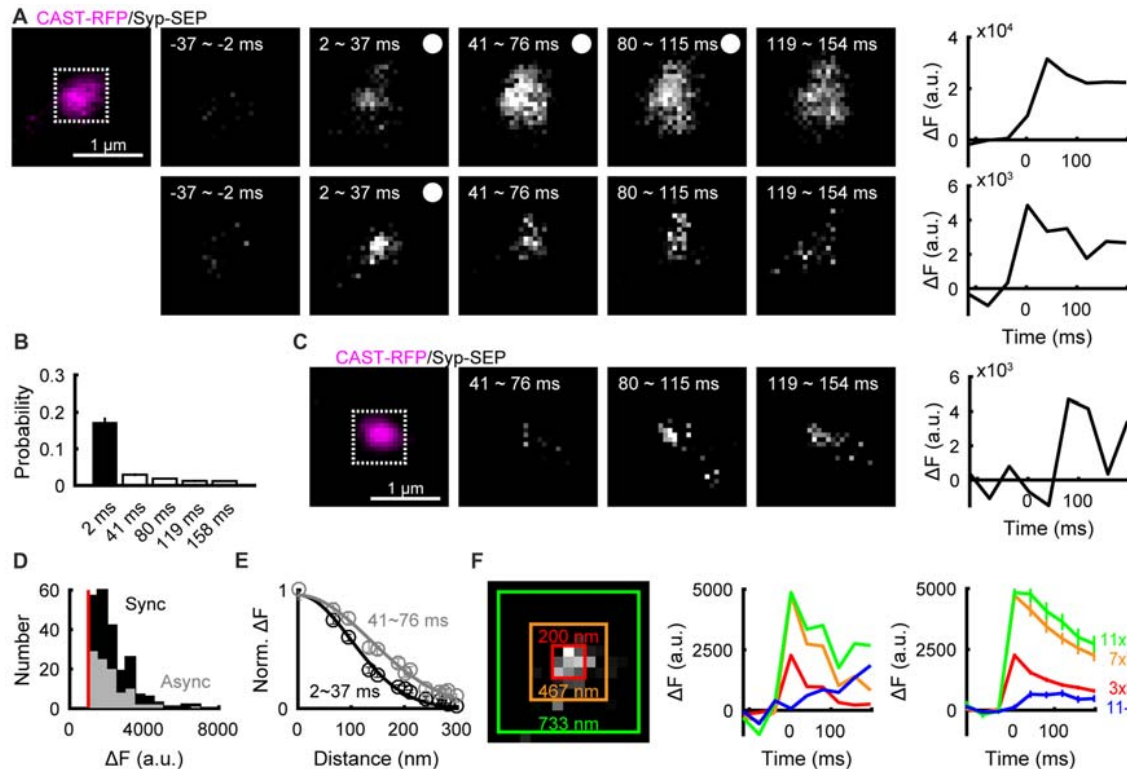 A
CAST-RFP/Syp-SEP
-37 ~ -2 ms
2 ~ 37 ms
41 ~ 76 ms
80 ~ 115 ms
119 ~ 154 ms
1 µm
x10⁴
ΔF (a.u.)
4
2
0
0
100
-37 ~ -2 ms
2 ~ 37 ms
41 ~ 76 ms
80 ~ 115 ms
119 ~ 154 ms
x10³
ΔF (a.u.)
6
4
2
0
0
100
Time (ms)
B
Probability
0.3
0.2
0.1
0
2 ms
41 ms
80 ms
119 ms
158 ms
C
CAST-RFP/Syp-SEP
1 µm
41 ~ 76 ms
80 ~ 115 ms
119 ~ 154 ms
x10³
ΔF (a.u.)
6
4
2
0
0
100
Time (ms)
D
Number
60
40
20
0
Sync
Async
0
4000
8000
ΔF (a.u.)
E
Norm. ΔF
1
0
41~76 ms
2~37 ms
0
100
200
300
Distance (nm)
F
200 nm
467 nm
733 nm
ΔF (a.u.)
5000
2500
0
0
100
Time (ms)
ΔF (a.u.)
5000
2500
0
0
100
Time (ms)
11x
7x
3x
11-